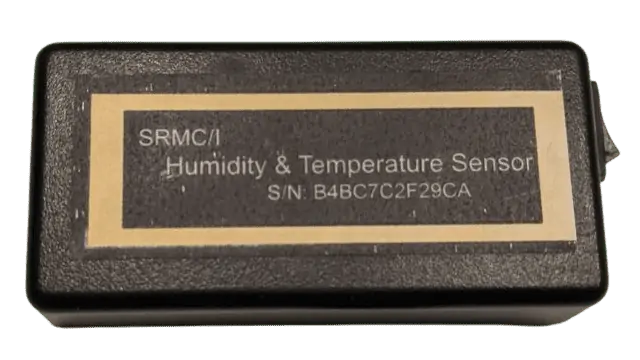 SRMC/I
Humidity & Temperature Sensor
S/N: B4BC7C2F29CA